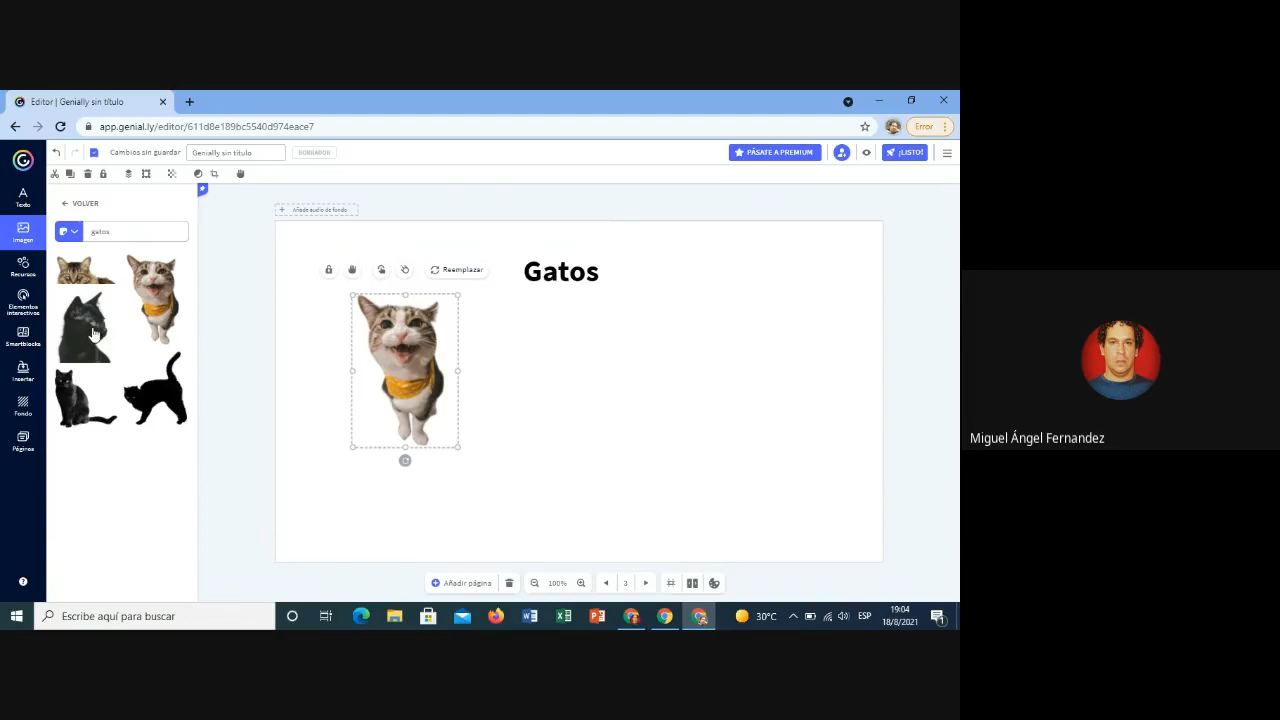 Editor | Genially sin título
app.genial.ly/editor/611d8e189bc5540d974eace7
Error
Cambios sin guardar
Genially sin título
BORRADOR
PÁSATE A PREMIUM
¡LISTO!
Texto
Imagen
Recursos
Elementos interactivos
Smartblocks
Insertar
Fondo
Páginas
VOLVER
gatos
Añade audio de fondo
Reemplazar
Gatos
Añadir página
100%
3
Miguel Ángel Fernandez
Escribe aquí para buscar
30°C
ESP
19:04
18/8/2021
1